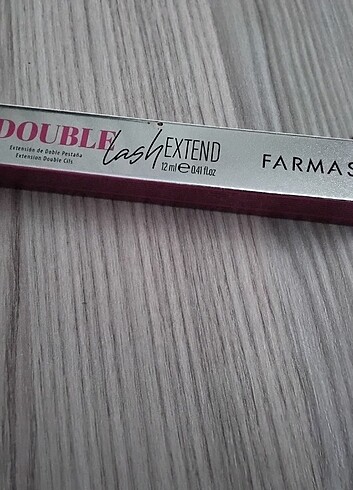 DOUBLE lash EXTEND
Extensión de Doble Pestaña
Extension Double Cils
12 ml ℮ 0.41 fl.oz
FARMAS